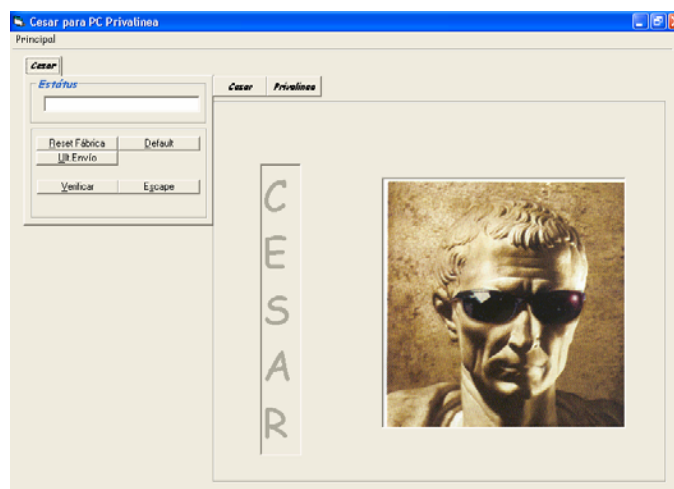 Cesar para PC Privalinea
Principal
Cesar
Estátus
Reset Fábrica Default
Ult.Envío
Verificar Escape
Cesar Privalinea
C
E
S
A
R